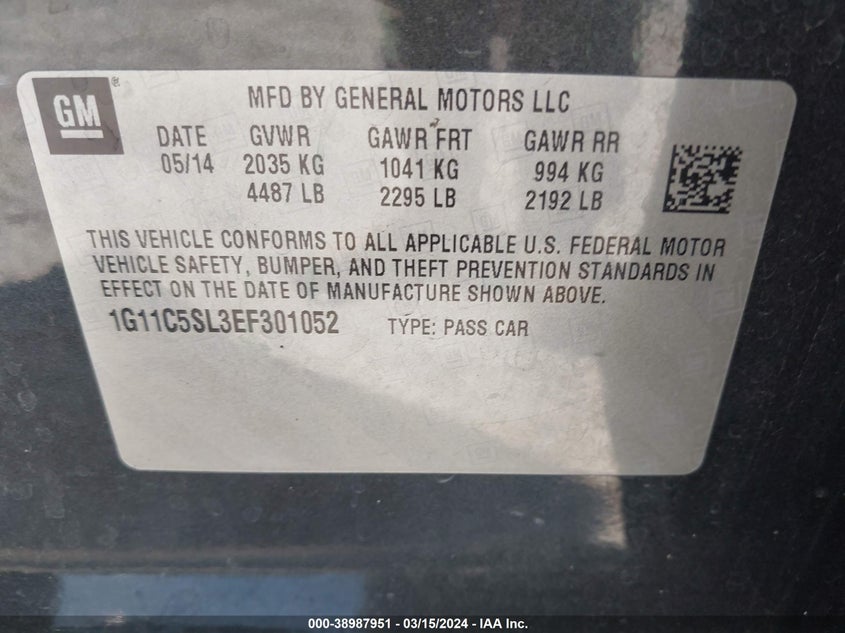 GM
MFD BY GENERAL MOTORS LLC
DATE GVWR GAWR FRT GAWR RR
05/14 2035 KG 1041 KG 994 KG
4487 LB 2295 LB 2192 LB
THIS VEHICLE CONFORMS TO ALL APPLICABLE U.S. FEDERAL MOTOR
VEHICLE SAFETY, BUMPER, AND THEFT PREVENTION STANDARDS IN
EFFECT ON THE DATE OF MANUFACTURE SHOWN ABOVE.
1G11C5SL3EF301052 TYPE: PASS CAR
000-38987951 - 03/15/2024 - IAA Inc.